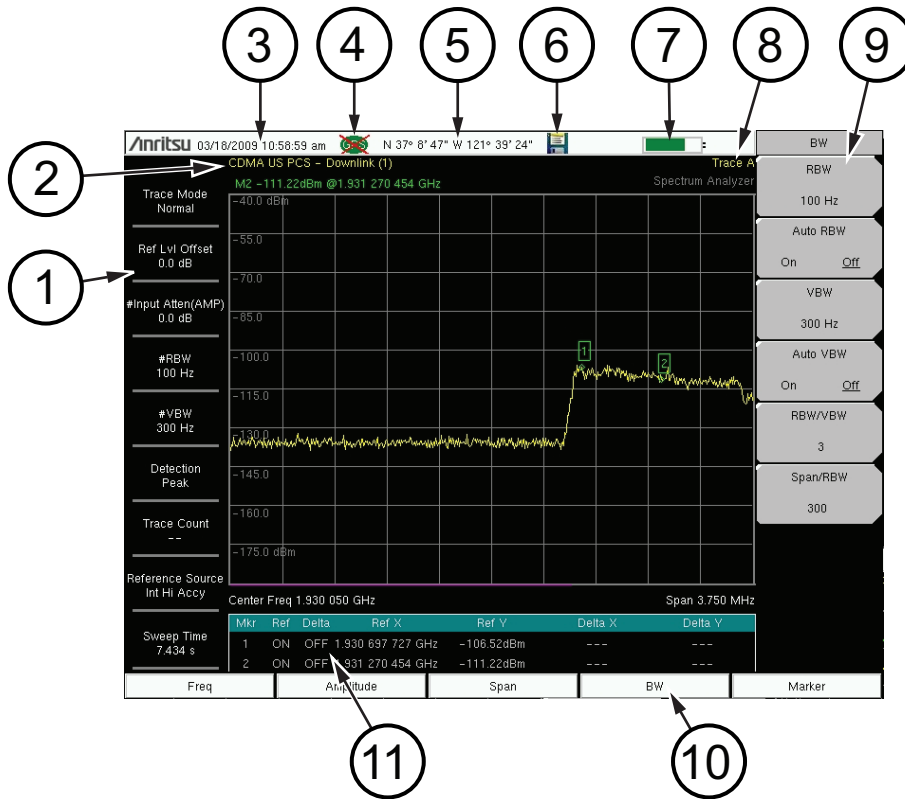 3 4 5 6 7 8 9
Anritsu 03/18/2009 10:58:59 am GPS N 37° 8' 47" W 121° 39' 24"
BW
2
CDMA US PCS - Downlink (1) Trace A
M2 -111.22dBm @1.931 270 454 GHz Spectrum Analyzer
1
Trace Mode
Normal
Ref Lvl Offset
0.0 dB
#Input Atten(AMP)
0.0 dB
#RBW
100 Hz
#VBW
300 Hz
Detection
Peak
Trace Count
--
Reference Source
Int Hi Accy
Sweep Time
7.434 s
-40.0 dBm
-55.0
-70.0
-85.0
-100.0
-115.0
-130.0
-145.0
-160.0
-175.0 dBm
1
2
RBW
100 Hz
Auto RBW
On Off
VBW
300 Hz
Auto VBW
On Off
RBW/VBW
3
Span/RBW
300
Center Freq 1.930 050 GHz Span 3.750 MHz
Mkr Ref Delta Ref X Ref Y Delta X Delta Y
1 ON OFF 1.930 697 727 GHz -106.52dBm --- ---
2 ON OFF 1.931 270 454 GHz -111.22dBm --- ---
Freq Amplitude Span BW Marker
11 10